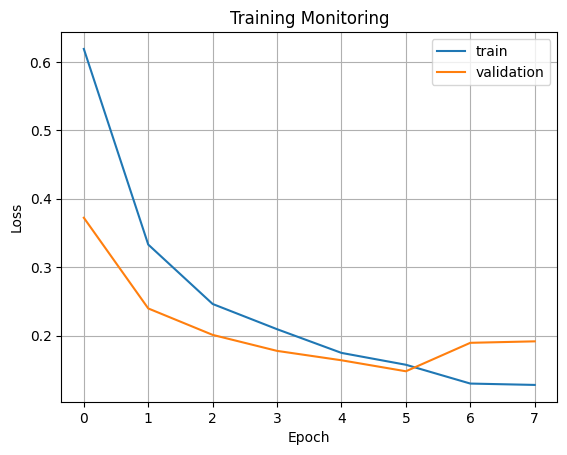 Training Monitoring
train
validation
0.6
0.5
0.4
0.3
0.2
Loss
0 1 2 3 4 5 6 7
Epoch